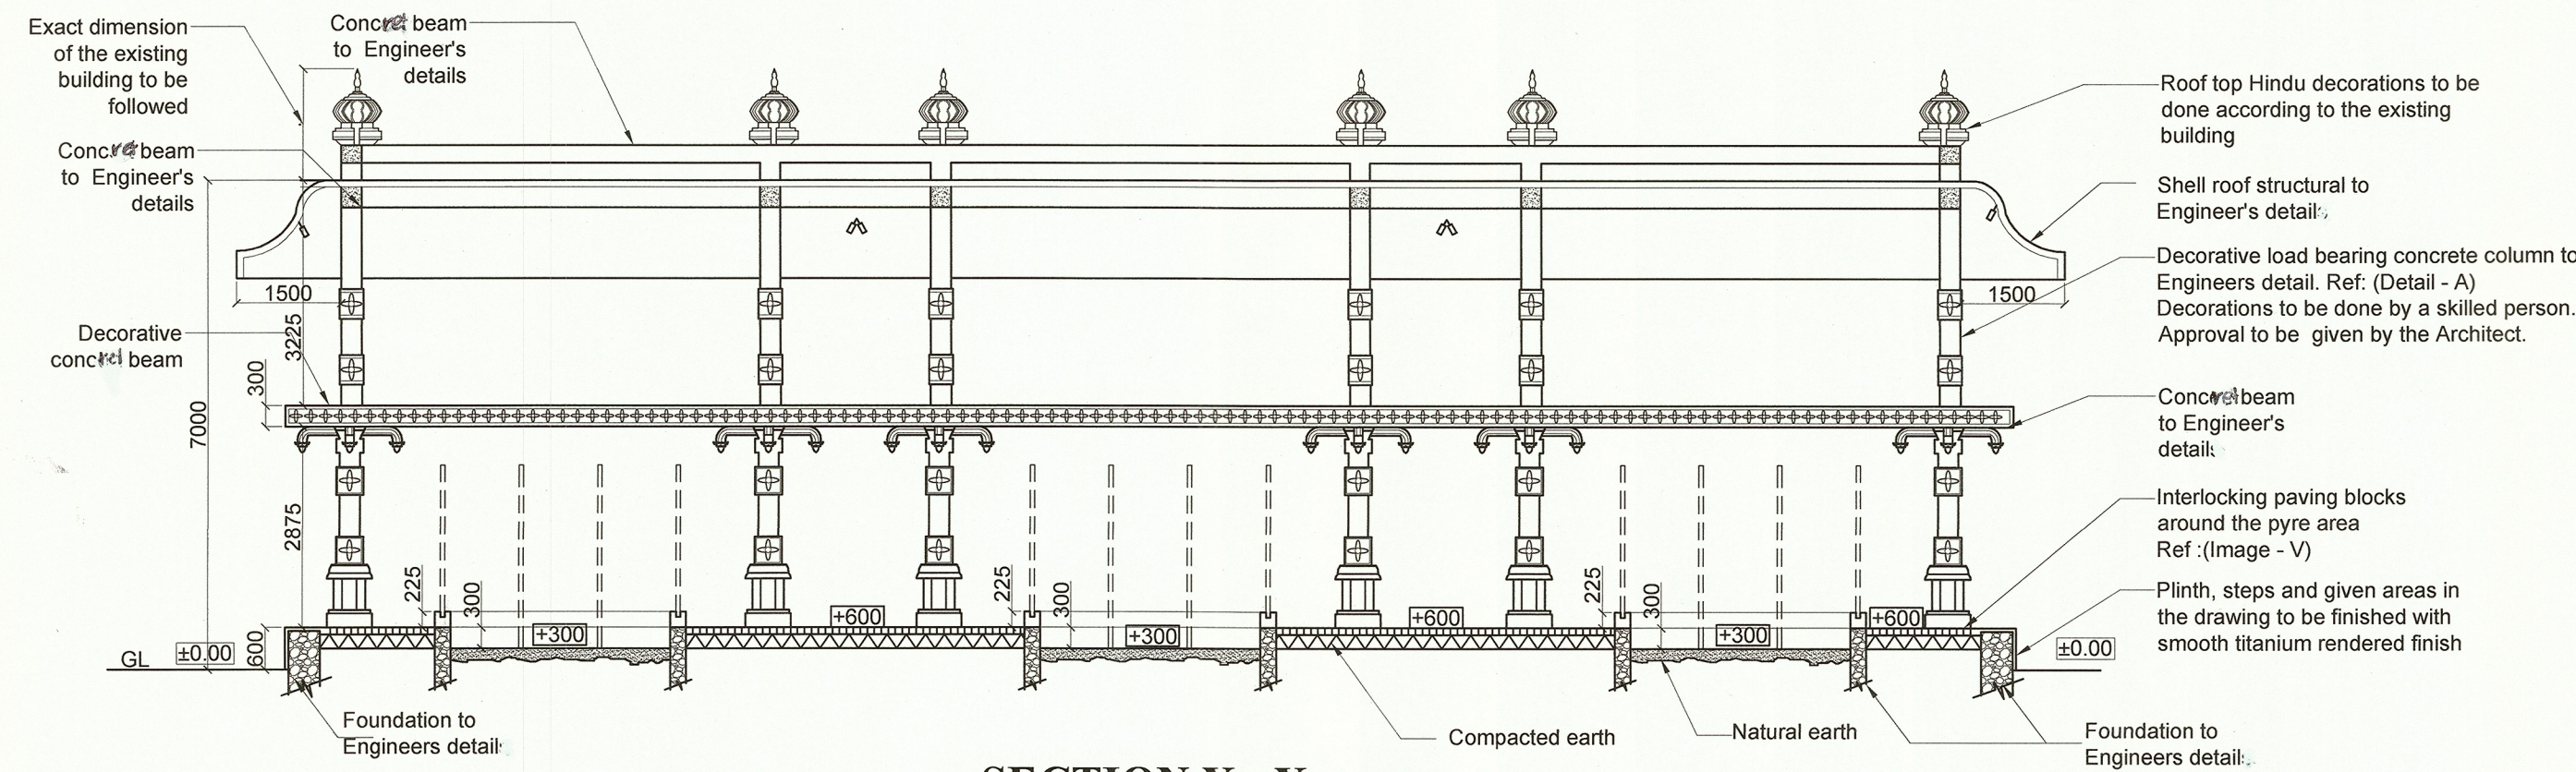 Exact dimension
of the existing
building to be
followed
Concret beam
to Engineer's
details
Concret beam
to Engineer's
details
Decorative
concret beam
Roof top Hindu decorations to be
done according to the existing
building
Shell roof structural to
Engineer's details
Decorative load bearing concrete column to
Engineers detail. Ref: (Detail - A)
Decorations to be done by a skilled person.
Approval to be given by the Architect.
Concret beam
to Engineer's
details
Interlocking paving blocks
around the pyre area
Ref :(Image - V)
Plinth, steps and given areas in
the drawing to be finished with
smooth titanium rendered finish
1500
1500
3225
300
7000
2875
225
300
225
300
225
300
+600
+600
+600
+300
+300
+300
GL
±0.00
600
±0.00
Foundation to
Engineers details
Compacted earth
Natural earth
Foundation to
Engineers details